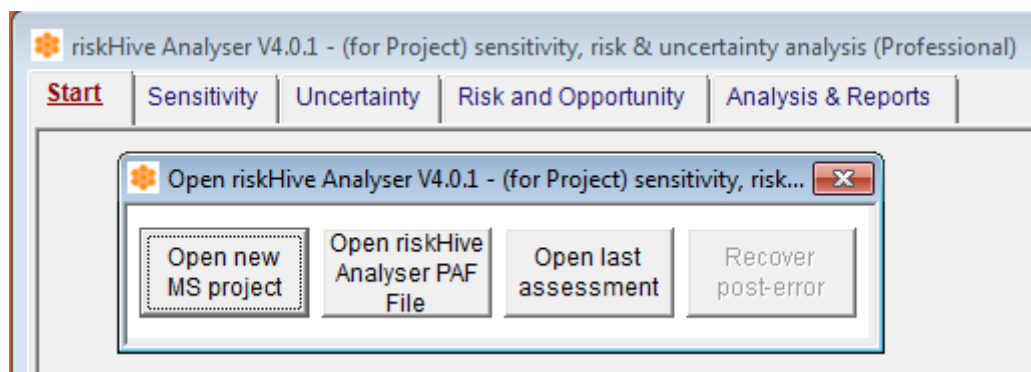 riskHive Analyser V4.0.1 - (for Project) sensitivity, risk & uncertainty analysis (Professional)
Start Sensitivity Uncertainty Risk and Opportunity Analysis & Reports
Open riskHive Analyser V4.0.1 - (for Project) sensitivity, risk...
Open new
MS project
Open riskHive
Analyser PAF
File
Open last
assessment
Recover
post-error